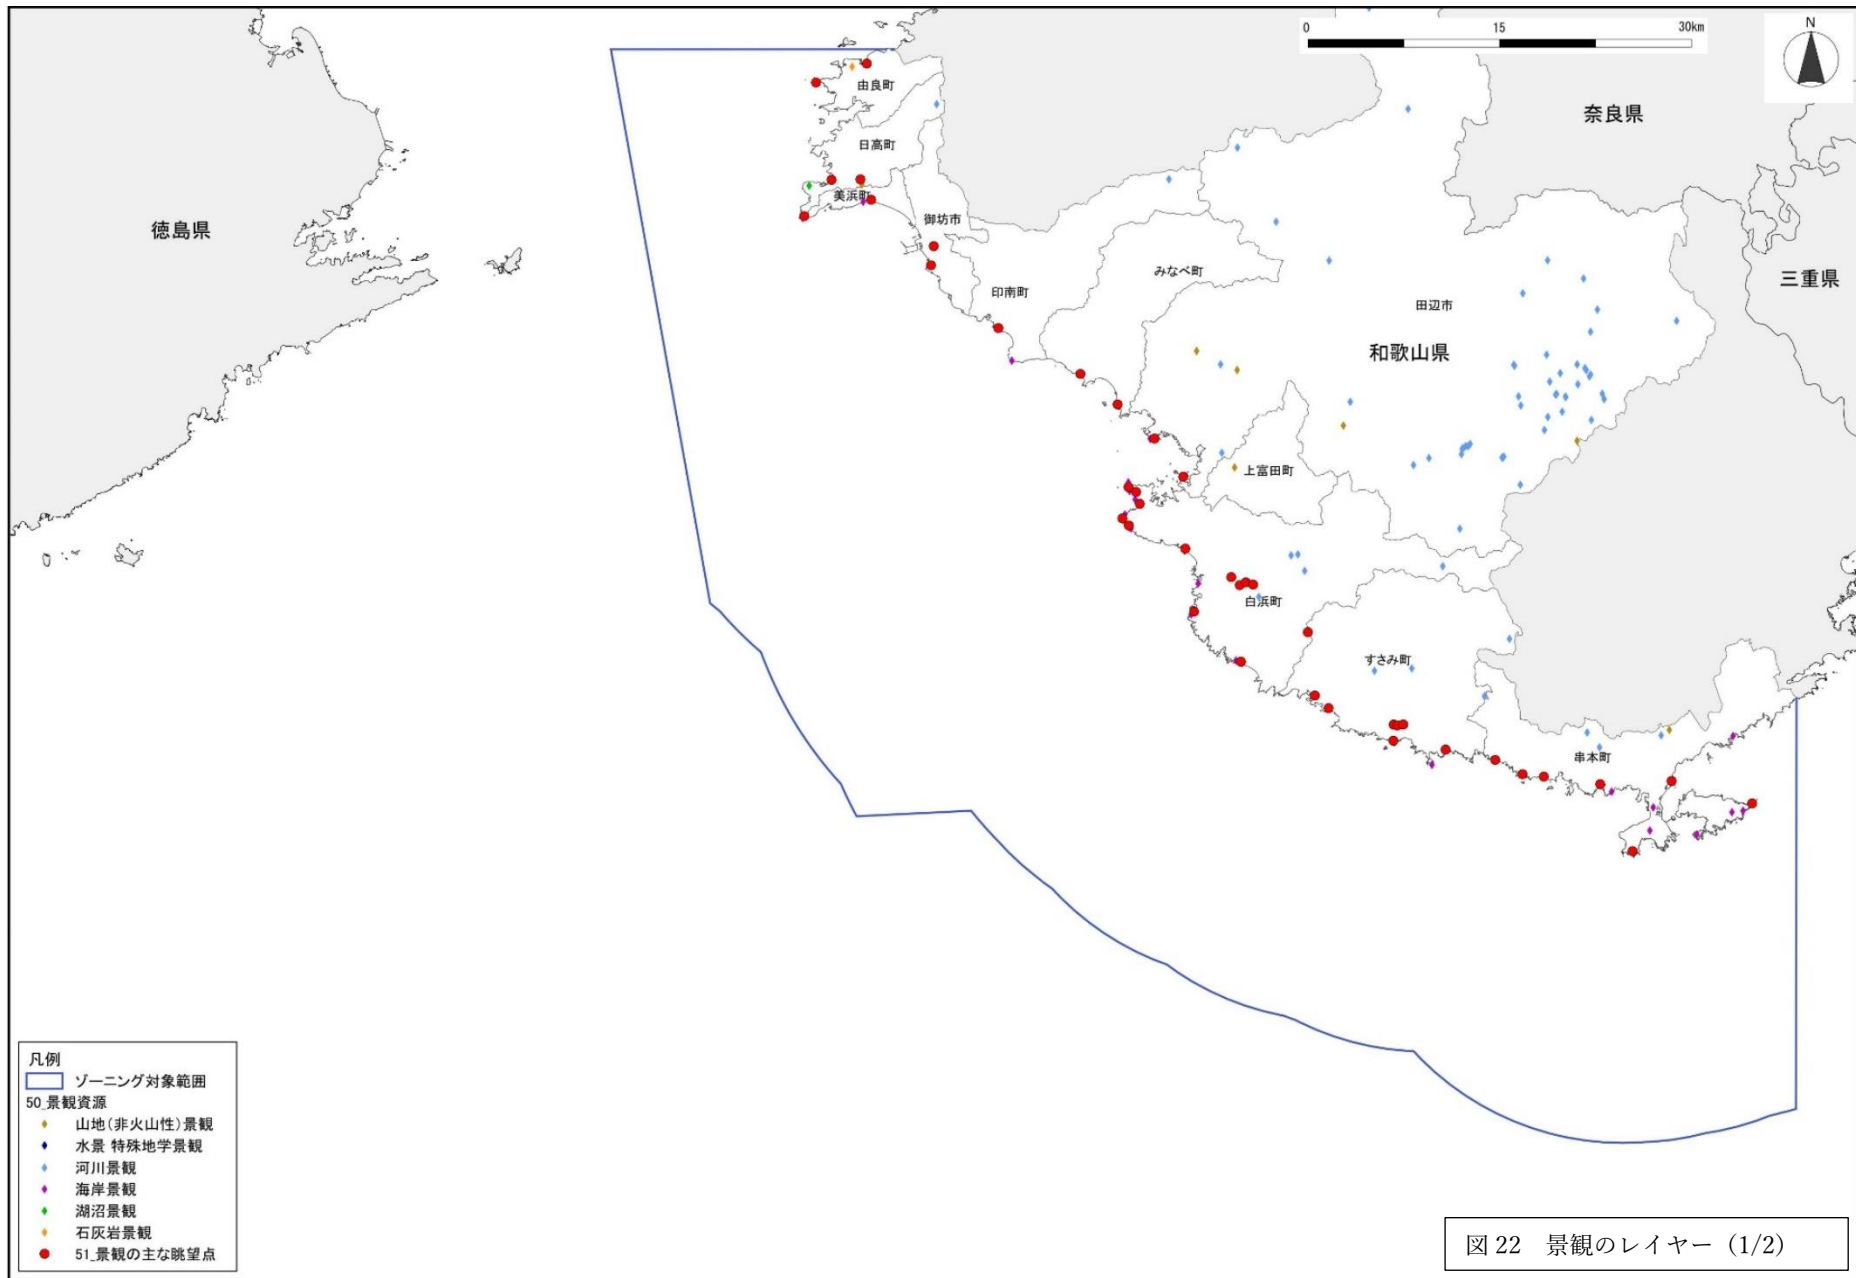 0 15 30km
N
由良町
奈良県
日高町
美浜町
徳島県
御坊市
みなべ町
三重県
印南町
田辺市
和歌山県
上富田町
白浜町
すさみ町
串本町
凡例
ゾーニング対象範囲
50_景観資源
山地(非火山性)景観
水景 特殊地学景観
河川景観
海岸景観
湖沼景観
石灰岩景観
51_景観の主な眺望点
図 22 景観のレイヤー (1/2)